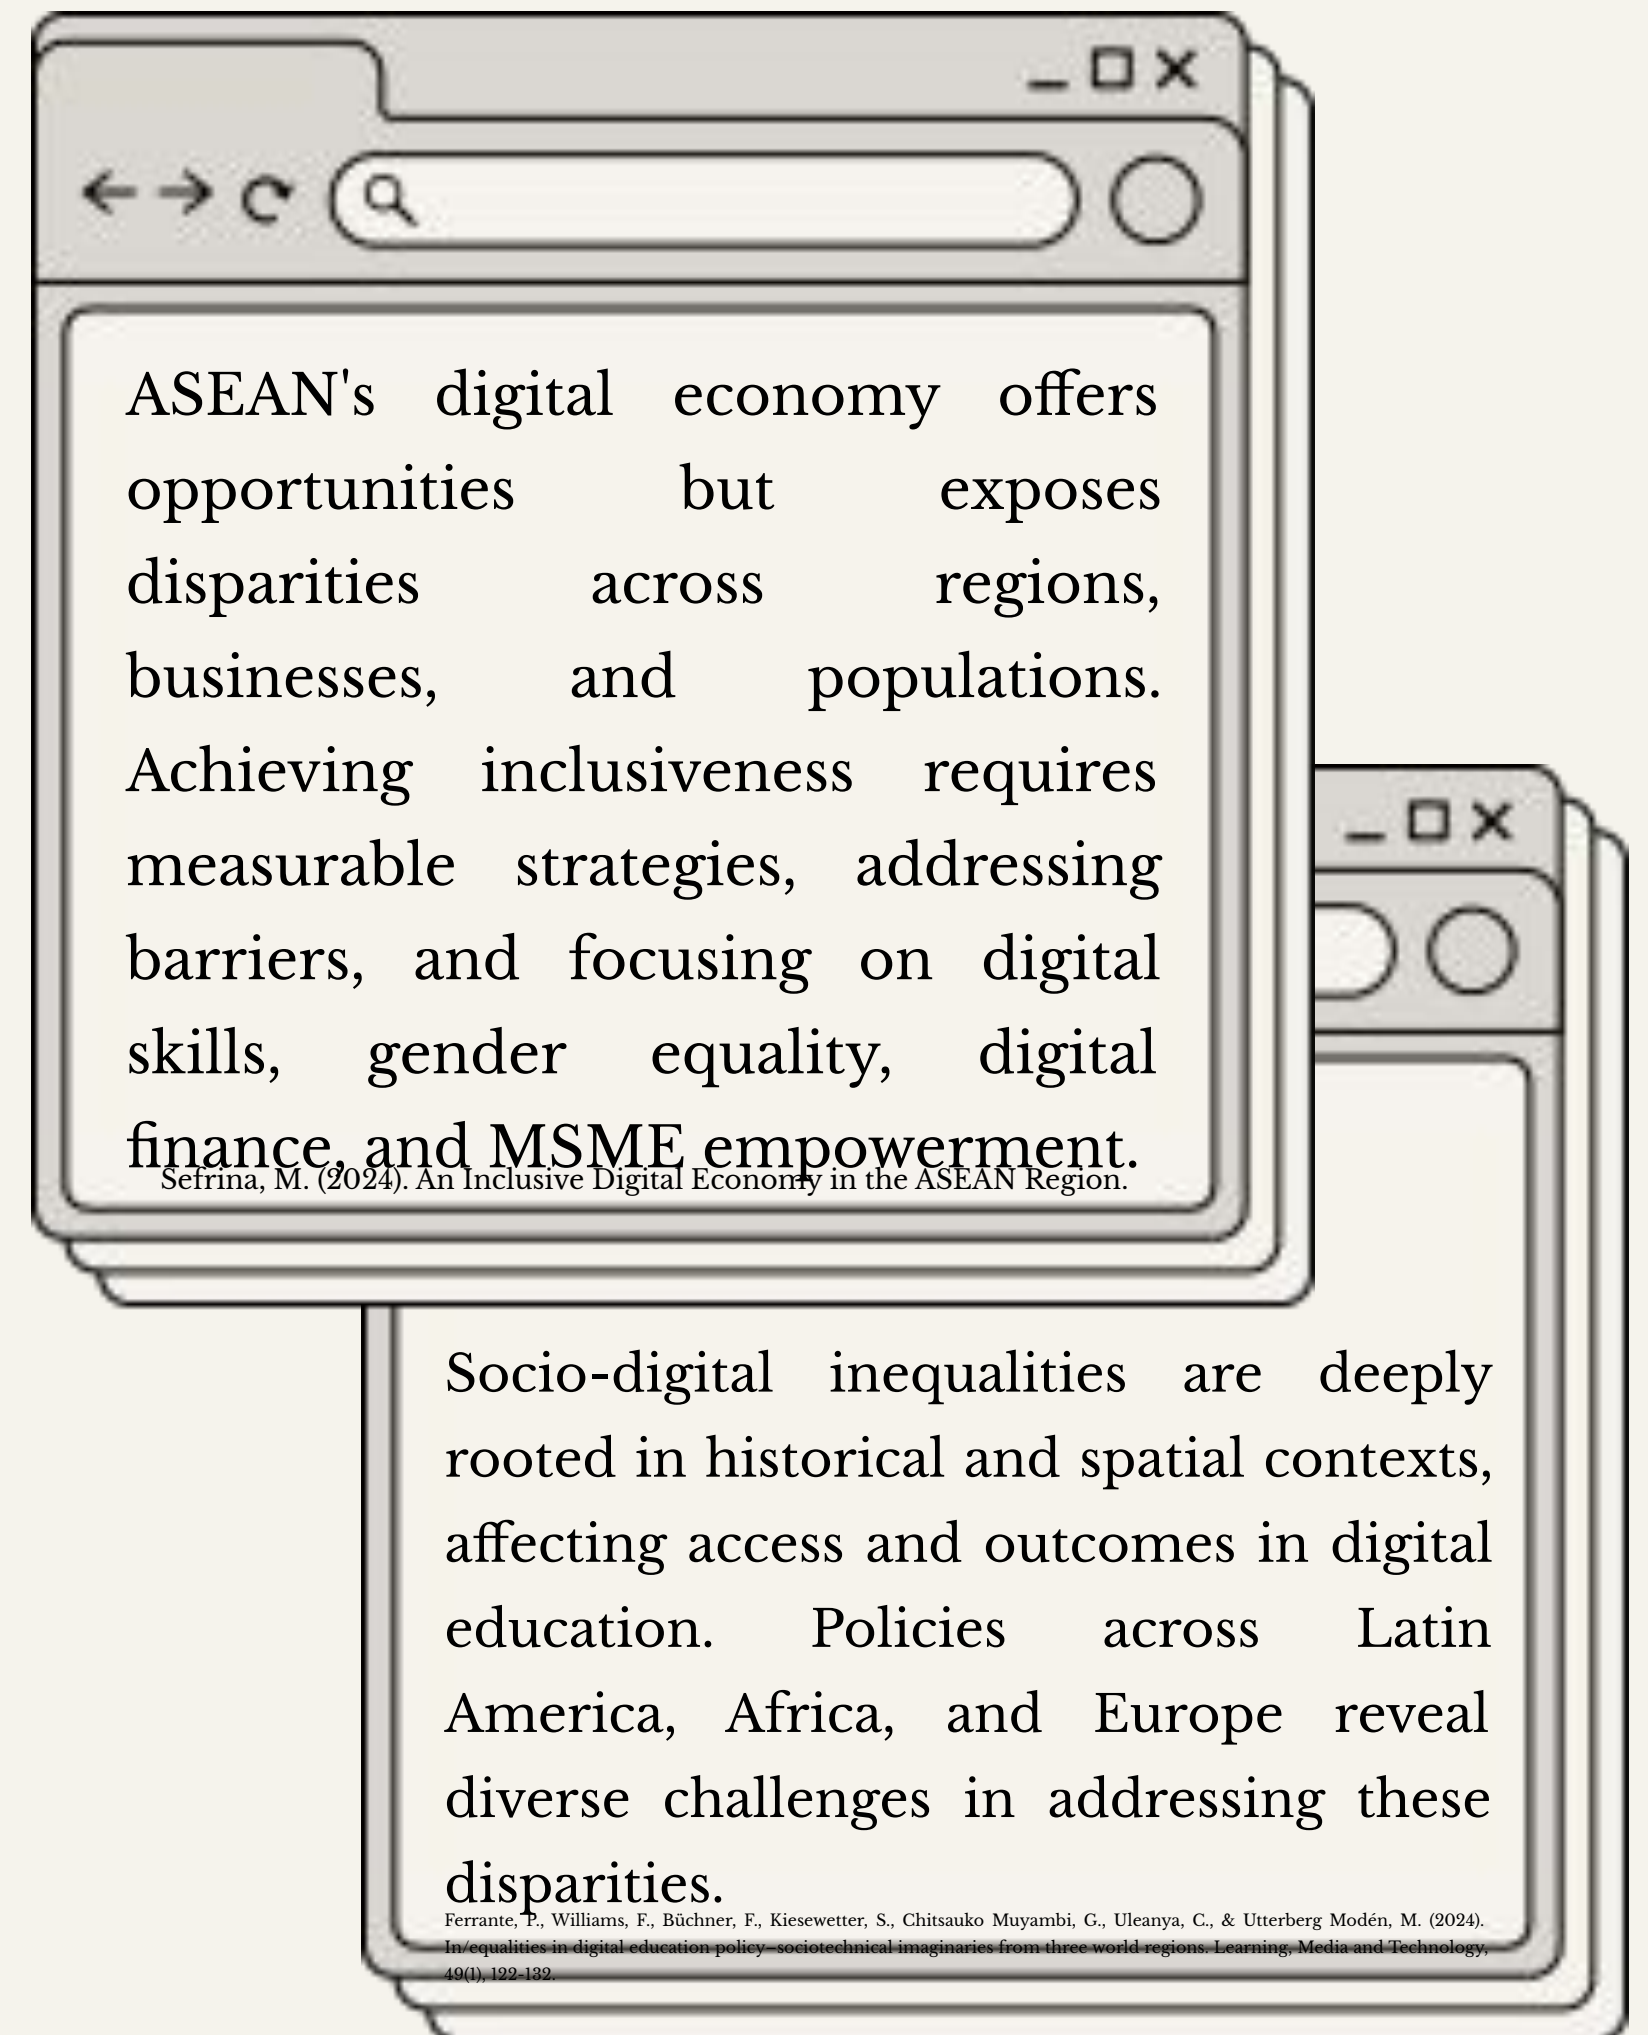 ASEAN's digital economy offers
opportunities but exposes
disparities across regions,
businesses, and populations.
Achieving inclusiveness requires
measurable strategies, addressing
barriers, and focusing on digital
skills, gender equality, digital
finance, and MSME empowerment.
Sefrina, M. (2024). An Inclusive Digital Economy in the ASEAN Region.
Socio-digital inequalities are deeply
rooted in historical and spatial contexts,
affecting access and outcomes in digital
education. Policies across Latin
America, Africa, and Europe reveal
diverse challenges in addressing these
disparities.
Ferrante, P., Williams, F., Büchner, F., Kiesewetter, S., Chitsauko Muyambi, G., Uleanya, C., & Utterberg Modén, M. (2024).
In/equalities in digital education policy–sociotechnical imaginaries from three world regions. Learning, Media and Technology,
49(1), 122-132.